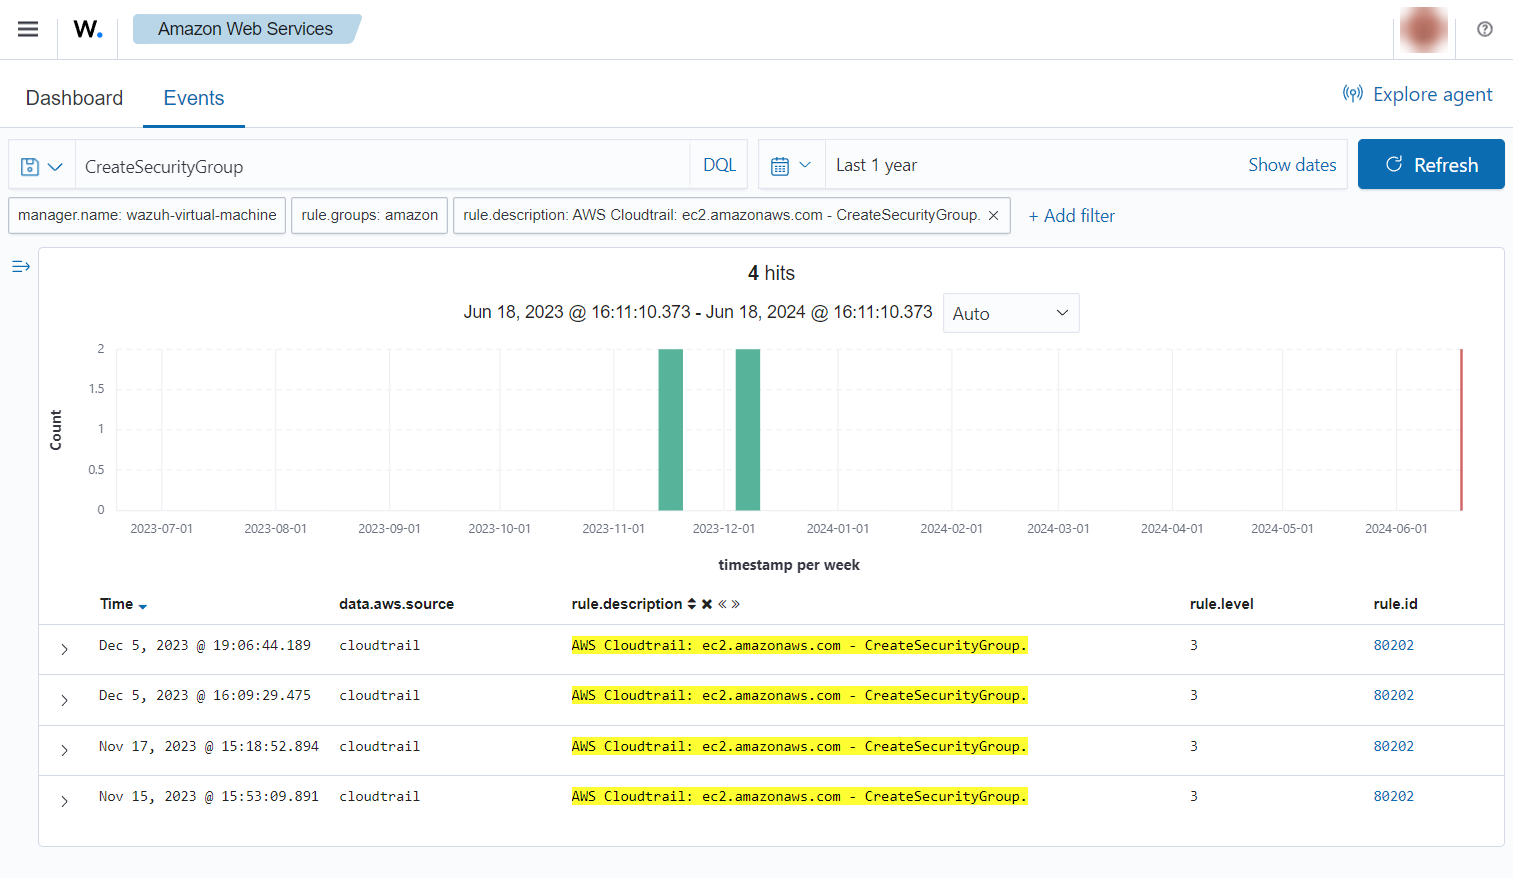 W. Amazon Web Services
Dashboard Events Explore agent
CreateSecurityGroup DQL Last 1 year Show dates Refresh
manager.name: wazuh-virtual-machine rule.groups: amazon rule.description: AWS Cloudtrail: ec2.amazonaws.com - CreateSecurityGroup. × + Add filter
4 hits
Jun 18, 2023 @ 16:11:10.373 - Jun 18, 2024 @ 16:11:10.373 Auto
2
1.5
1
0.5
0
Count
2023-07-01 2023-08-01 2023-09-01 2023-10-01 2023-11-01 2023-12-01 2024-01-01 2024-02-01 2024-03-01 2024-04-01 2024-05-01 2024-06-01
timestamp per week
Time data.aws.source rule.description « » rule.level rule.id
Dec 5, 2023 @ 19:06:44.189 cloudtrail AWS Cloudtrail: ec2.amazonaws.com - CreateSecurityGroup. 3 80202
Dec 5, 2023 @ 16:09:29.475 cloudtrail AWS Cloudtrail: ec2.amazonaws.com - CreateSecurityGroup. 3 80202
Nov 17, 2023 @ 15:18:52.894 cloudtrail AWS Cloudtrail: ec2.amazonaws.com - CreateSecurityGroup. 3 80202
Nov 15, 2023 @ 15:53:09.891 cloudtrail AWS Cloudtrail: ec2.amazonaws.com - CreateSecurityGroup. 3 80202